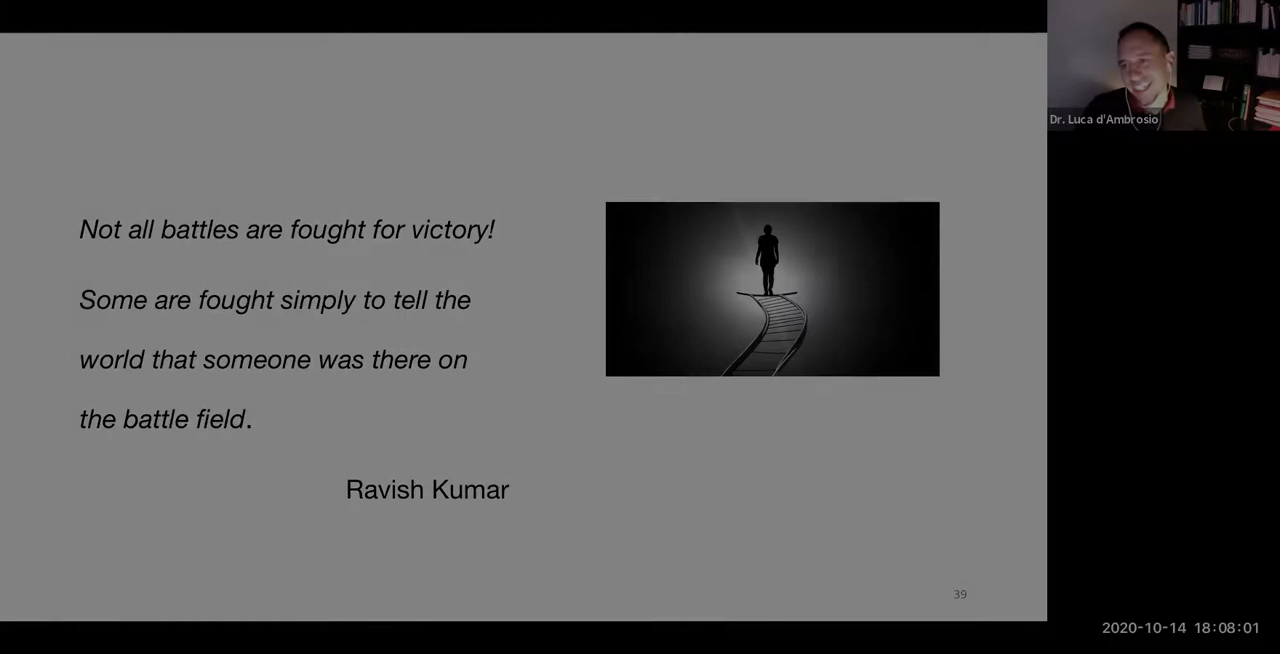 Not all battles are fought for victory!
Some are fought simply to tell the
world that someone was there on
the battle field.
Ravish Kumar
39
Dr. Luca d'Ambrosio
2020-10-14 18:08:01